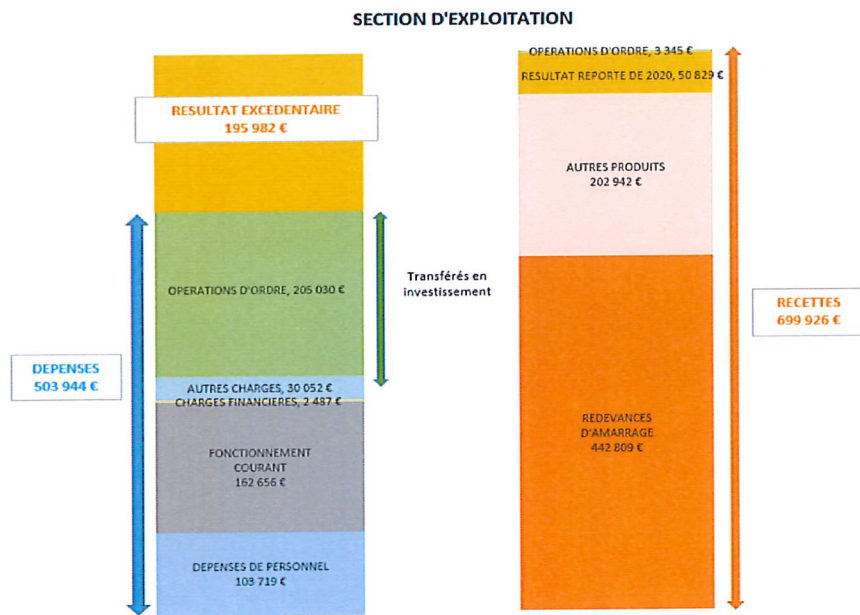 SECTION D'EXPLOITATION
RESULTAT EXCEDENTAIRE
195 982 €
OPERATIONS D'ORDRE, 205 030 €
AUTRES CHARGES, 30 052 €
CHARGES FINANCIERES, 2 487 €
FONCTIONNEMENT
COURANT
162 656 €
DEPENSES DE PERSONNEL
103 719 €
DEPENSES
503 944 €
Transférés en
investissement
OPERATIONS D'ORDRE, 3 345 €
RESULTAT REPORTE DE 2020, 50 829 €
AUTRES PRODUITS
202 942 €
REDEVANCES
D'AMARRAGE
442 809 €
RECETTES
699 926 €